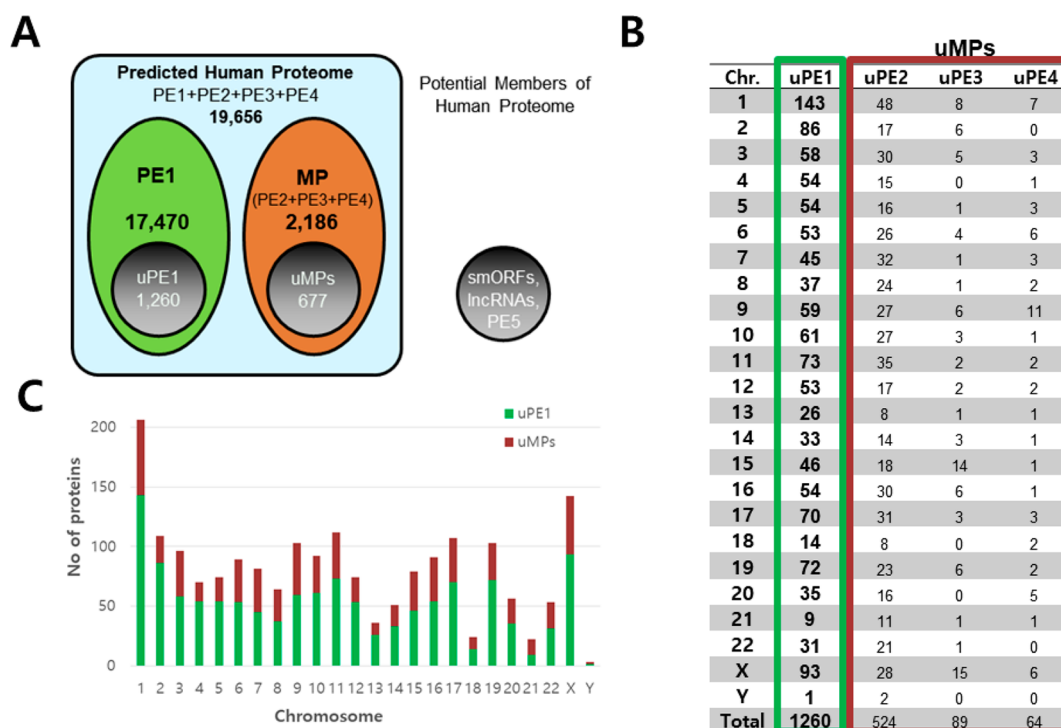 A
Predicted Human Proteome
PE1+PE2+PE3+PE4
19,656
PE1
17,470
uPE1
1,260
MP
(PE2+PE3+PE4)
2,186
uMPs
677
Potential Members of
Human Proteome
smORFs,
lncRNAs,
PE5
B
uMPs
Chr. uPE1 uPE2 uPE3 uPE4
1 143 48 8 7
2 86 17 6 0
3 58 30 5 3
4 54 15 0 1
5 54 16 1 3
6 53 26 4 6
7 45 32 1 3
8 37 24 1 2
9 59 27 6 11
10 61 27 3 1
11 73 35 2 2
12 53 17 2 2
13 26 8 1 1
14 33 14 3 1
15 46 18 14 1
16 54 30 6 1
17 70 31 3 3
18 14 8 0 2
19 72 23 6 2
20 35 16 0 5
21 9 11 1 1
22 31 21 1 0
X 93 28 15 6
Y 1 2 0 0
Total 1260 524 89 64
C
uPE1
uMPs
No of proteins
200
150
100
50
0
1 2 3 4 5 6 7 8 9 10 11 12 13 14 15 16 17 18 19 20 21 22 X Y
Chromosome